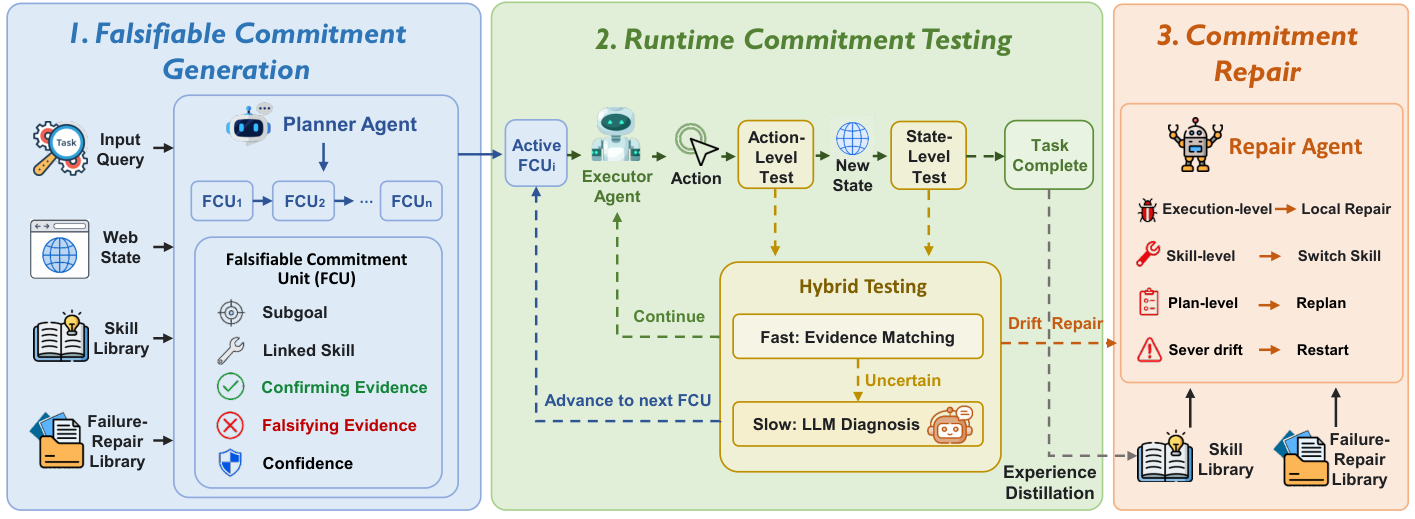 1. Falsifiable Commitment
Generation
Task
Input
Query
Web
State
Skill
Library
Failure-
Repair
Library
Planner Agent
FCU1
FCU2
...
FCUn
Falsifiable Commitment
Unit (FCU)
Subgoal
Linked Skill
Confirming Evidence
Falsifying Evidence
Confidence
2. Runtime Commitment Testing
Active
FCUi
Executor
Agent
Action
Action-
Level
Test
New
State
State-
Level
Test
Task
Complete
Hybrid Testing
Fast: Evidence Matching
Uncertain
Slow: LLM Diagnosis
Continue
Advance to next FCU
Drift Repair
Experience
Distillation
3. Commitment
Repair
Repair Agent
Execution-level
Local Repair
Skill-level
Switch Skill
Plan-level
Replan
Sever drift
Restart
Skill
Library
Failure-
Repair
Library